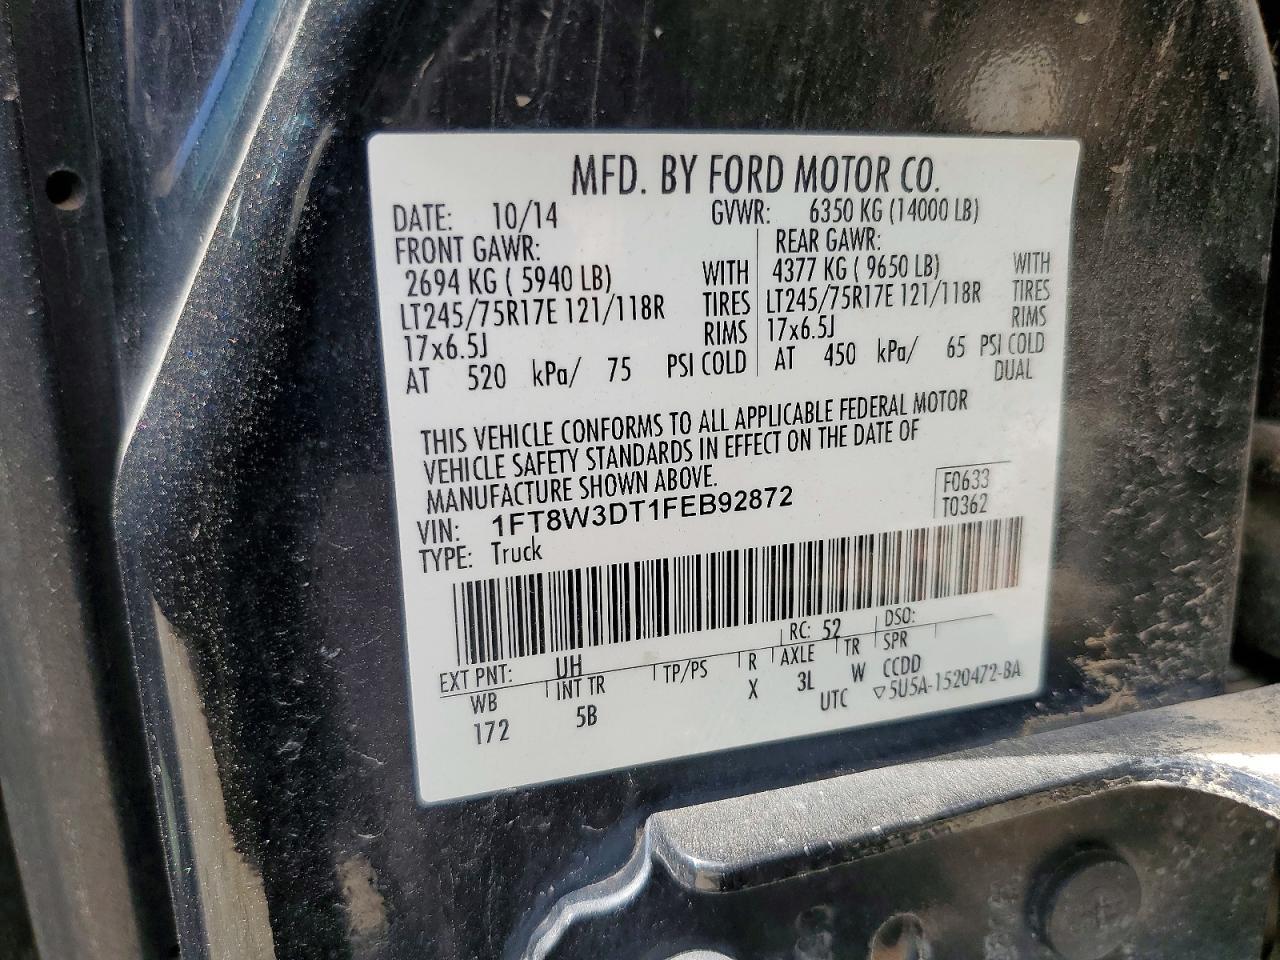 MFD. BY FORD MOTOR CO.
DATE: 10/14 GVWR: 6350 KG (14000 LB)
FRONT GAWR: REAR GAWR:
2694 KG ( 5940 LB) WITH 4377 KG ( 9650 LB) WITH
LT245/75R17E 121/118R TIRES LT245/75R17E 121/118R TIRES
17x6.5J RIMS 17x6.5J RIMS
AT 520 kPa/ 75 PSI COLD AT 450 kPa/ 65 PSI COLD
DUAL
THIS VEHICLE CONFORMS TO ALL APPLICABLE FEDERAL MOTOR
VEHICLE SAFETY STANDARDS IN EFFECT ON THE DATE OF
MANUFACTURE SHOWN ABOVE.
F0633
VIN: 1FT8W3DT1FEB92872 T0362
TYPE: Truck
EXT PNT: UH RC: 52 DSO:
WB INT TR TP/PS R AXLE TR SPR
172 5B X 3L W CCDD
UTC ▽5U5A-1520472-BA